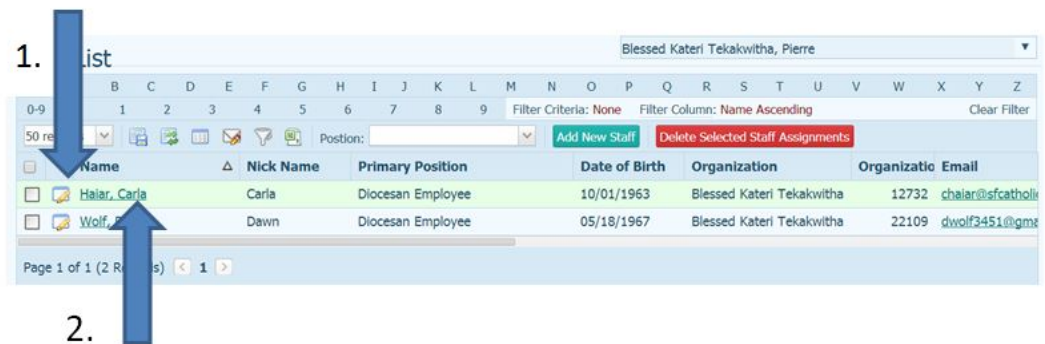 1.
ist
Blessed Kateri Tekakwitha, Pierre
B C D E F G H I J K L M N O P Q R S T U V W X Y Z
0-9 1 2 3 4 5 6 7 8 9 Filter Criteria: None Filter Column: Name Ascending Clear Filter
50 re Postion: Add New Staff Delete Selected Staff Assignments
Name Nick Name Primary Position Date of Birth Organization Organizatio Email
Haiar, Carla Carla Diocesan Employee 10/01/1963 Blessed Kateri Tekakwitha 12732 chaiar@sfcatholi
Wolf, Dawn Diocesan Employee 05/18/1967 Blessed Kateri Tekakwitha 22109 dwolf3451@gma
Page 1 of 1 (2 R s) < 1 >
2.